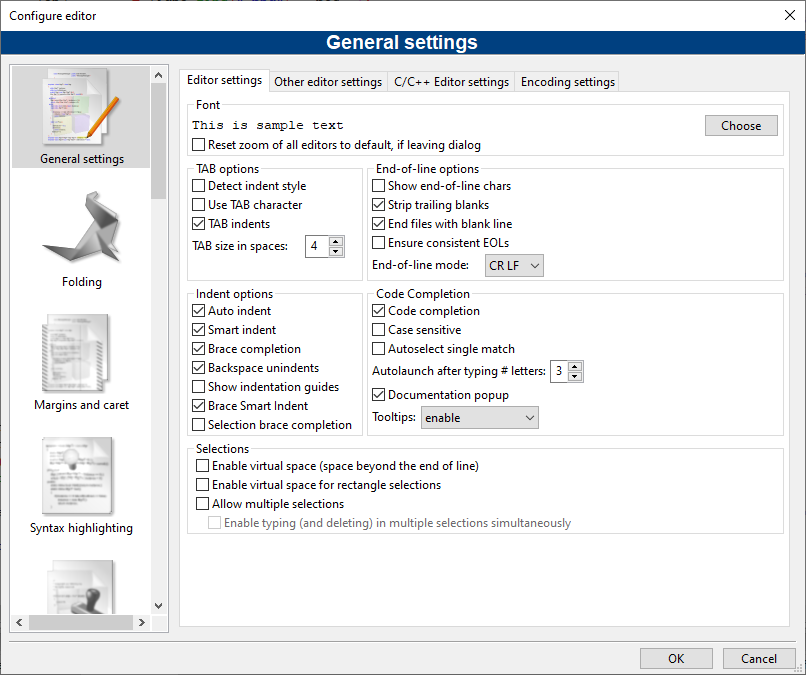 Configure editor
General settings
General settings
Folding
Margins and caret
Syntax highlighting
Editor settings
Other editor settings
C/C++ Editor settings
Encoding settings
Font
This is sample text
Choose
Reset zoom of all editors to default, if leaving dialog
TAB options
Detect indent style
Use TAB character
TAB indents
TAB size in spaces: 4
End-of-line options
Show end-of-line chars
Strip trailing blanks
End files with blank line
Ensure consistent EOLs
End-of-line mode: CR LF
Indent options
Auto indent
Smart indent
Brace completion
Backspace unindents
Show indentation guides
Brace Smart Indent
Selection brace completion
Code Completion
Code completion
Case sensitive
Autoselect single match
Autolaunch after typing # letters: 3
Documentation popup
Tooltips: enable
Selections
Enable virtual space (space beyond the end of line)
Enable virtual space for rectangle selections
Allow multiple selections
Enable typing (and deleting) in multiple selections simultaneously
OK
Cancel